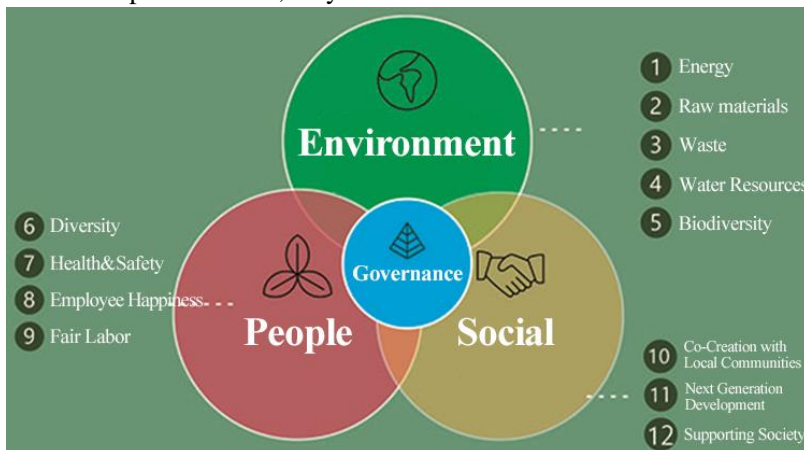 Environment
Governance
People
Social
1 Energy
2 Raw materials
3 Waste
4 Water Resources
5 Biodiversity
6 Diversity
7 Health&Safety
8 Employee Happiness
9 Fair Labor
10 Co-Creation with
Local Communities
11 Next Generation
Development
12 Supporting Society